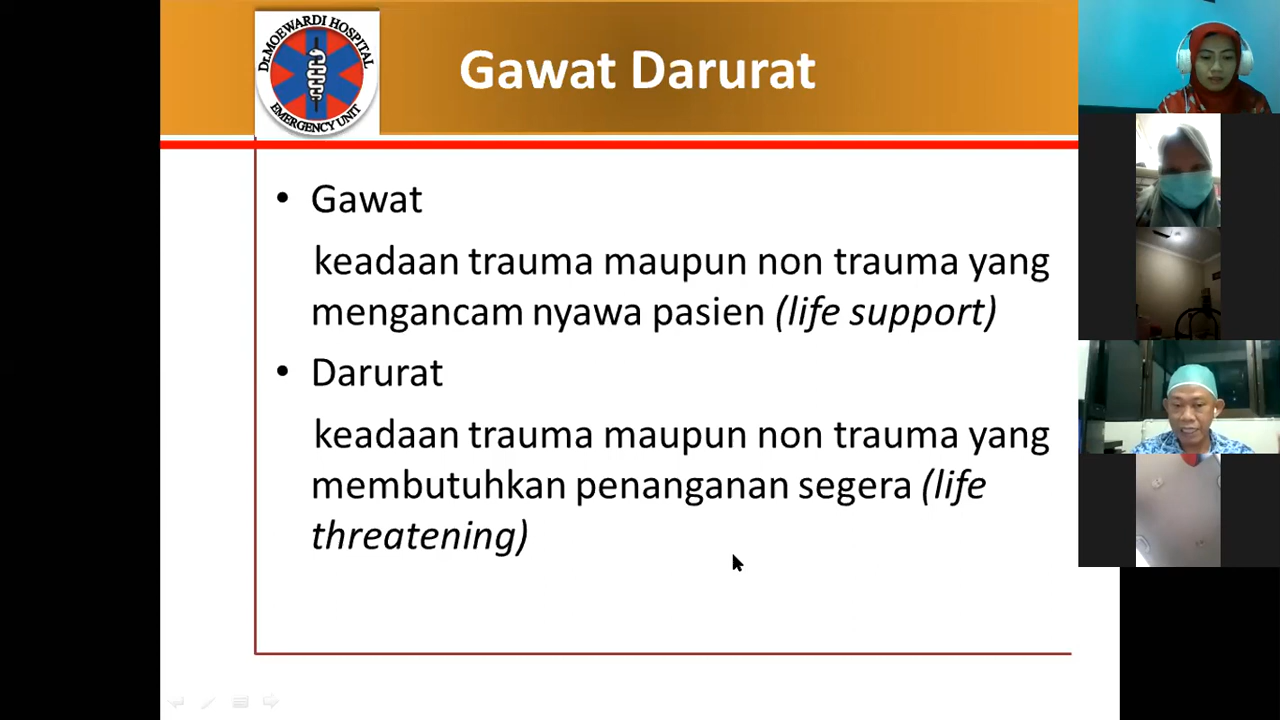 Dr.MOEWARDI HOSPITAL
EMERGENCY UNIT
Gawat Darurat
• Gawat
keadaan trauma maupun non trauma yang
mengancam nyawa pasien (life support)
• Darurat
keadaan trauma maupun non trauma yang
membutuhkan penanganan segera (life
threatening)